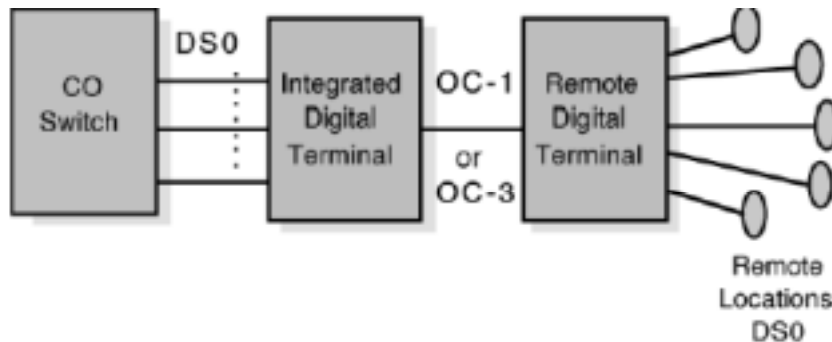 CO
Switch
DS0
Integrated
Digital
Terminal
OC-1
or
OC-3
Remote
Digital
Terminal
Remote
Locations
DS0